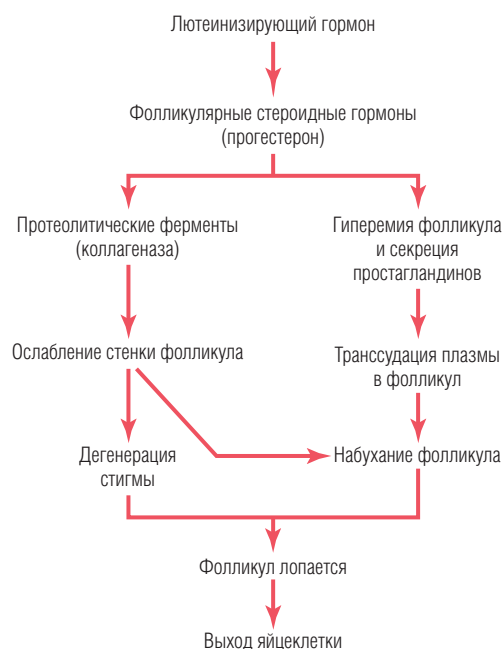 Лютеинизирующий гормон
Фолликулярные стероидные гормоны
(прогестерон)
Протеолитические ферменты
(коллагеназа)
Гиперемия фолликула
и секреция
простагландинов
Ослабление стенки фолликула
Транссудация плазмы
в фолликул
Дегенерация
стигмы
Набухание фолликула
Фолликул лопается
Выход яйцеклетки